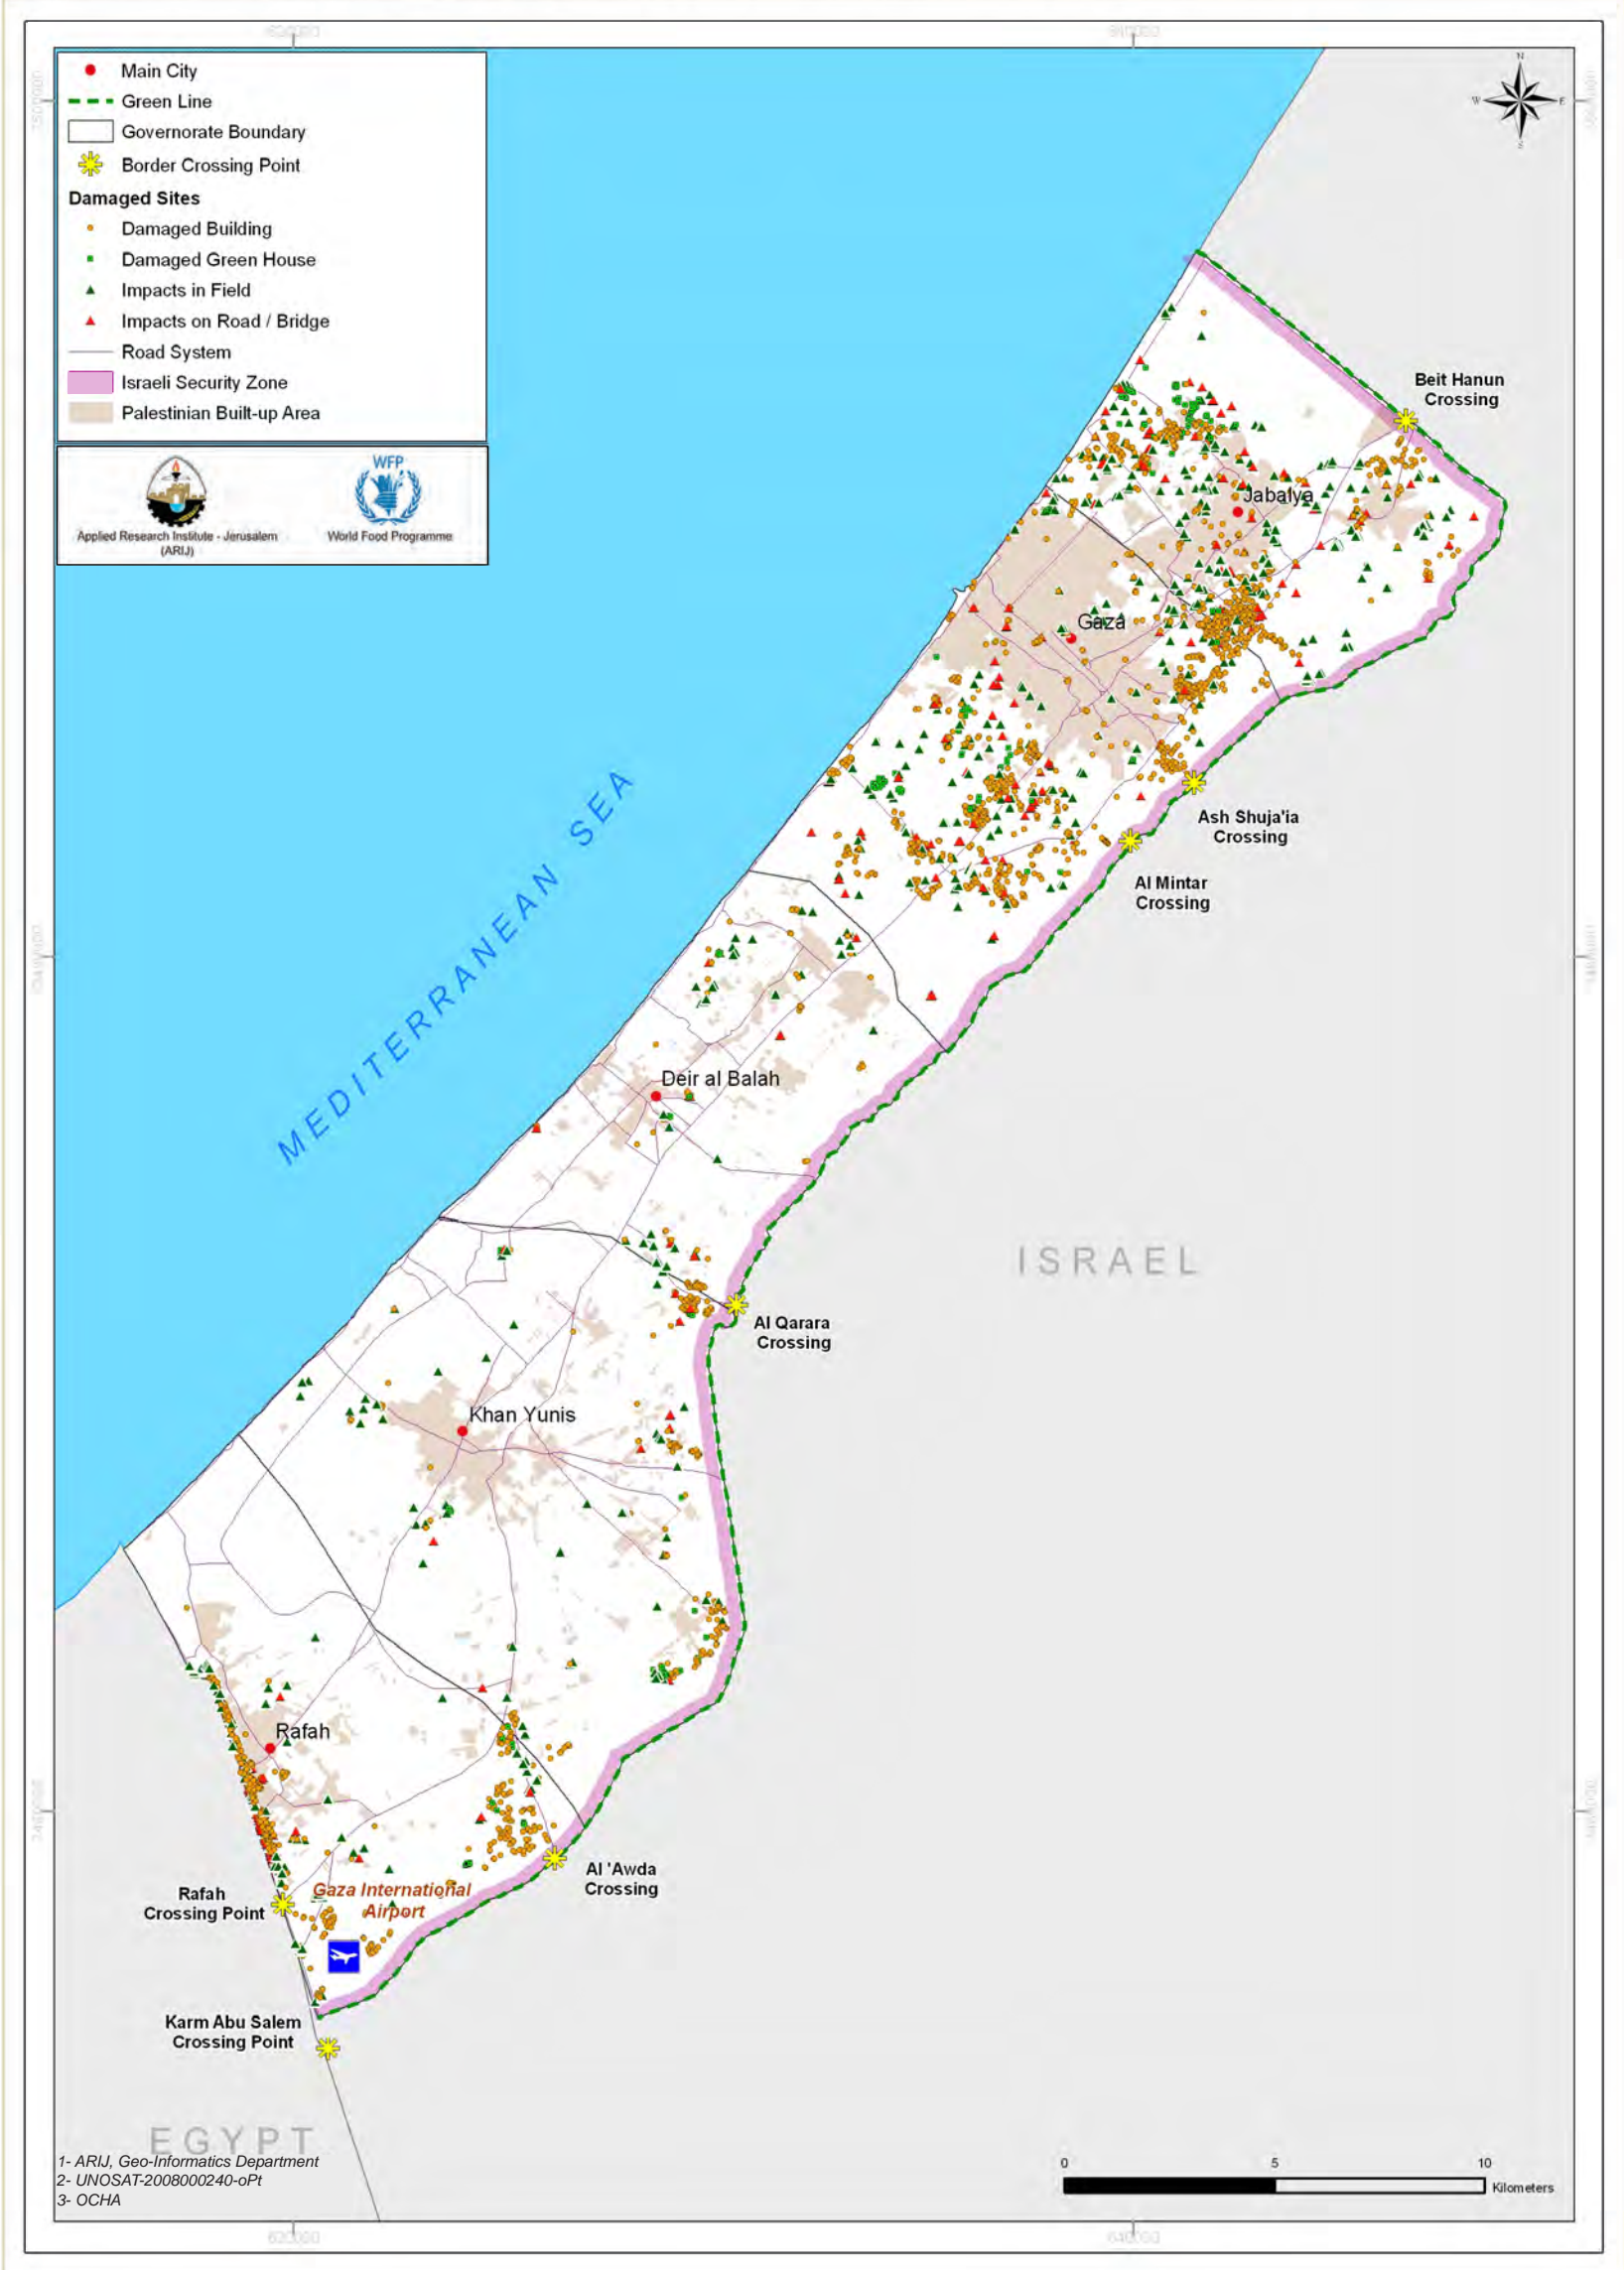 Main City
Green Line
Governorate Boundary
Border Crossing Point
Damaged Sites
Damaged Building
Damaged Green House
Impacts in Field
Impacts on Road / Bridge
Road System
Israeli Security Zone
Palestinian Built-up Area
Applied Research Institute - Jerusalem
(ARIJ)
WFP
World Food Programme
N
W
E
S
Beit Hanun
Crossing
Jabalya
Gaza
Ash Shuja'ia
Crossing
Al Mintar
Crossing
MEDITERRANEAN SEA
Deir al Balah
ISRAEL
Al Qarara
Crossing
Khan Yunis
Rafah
Al 'Awda
Crossing
Rafah
Crossing Point
Gaza International
Airport
Karm Abu Salem
Crossing Point
EGYPT
1- ARIJ, Geo-Informatics Department
2- UNOSAT-2008000240-oPt
3- OCHA
0
5
10
Kilometers
620000
640000